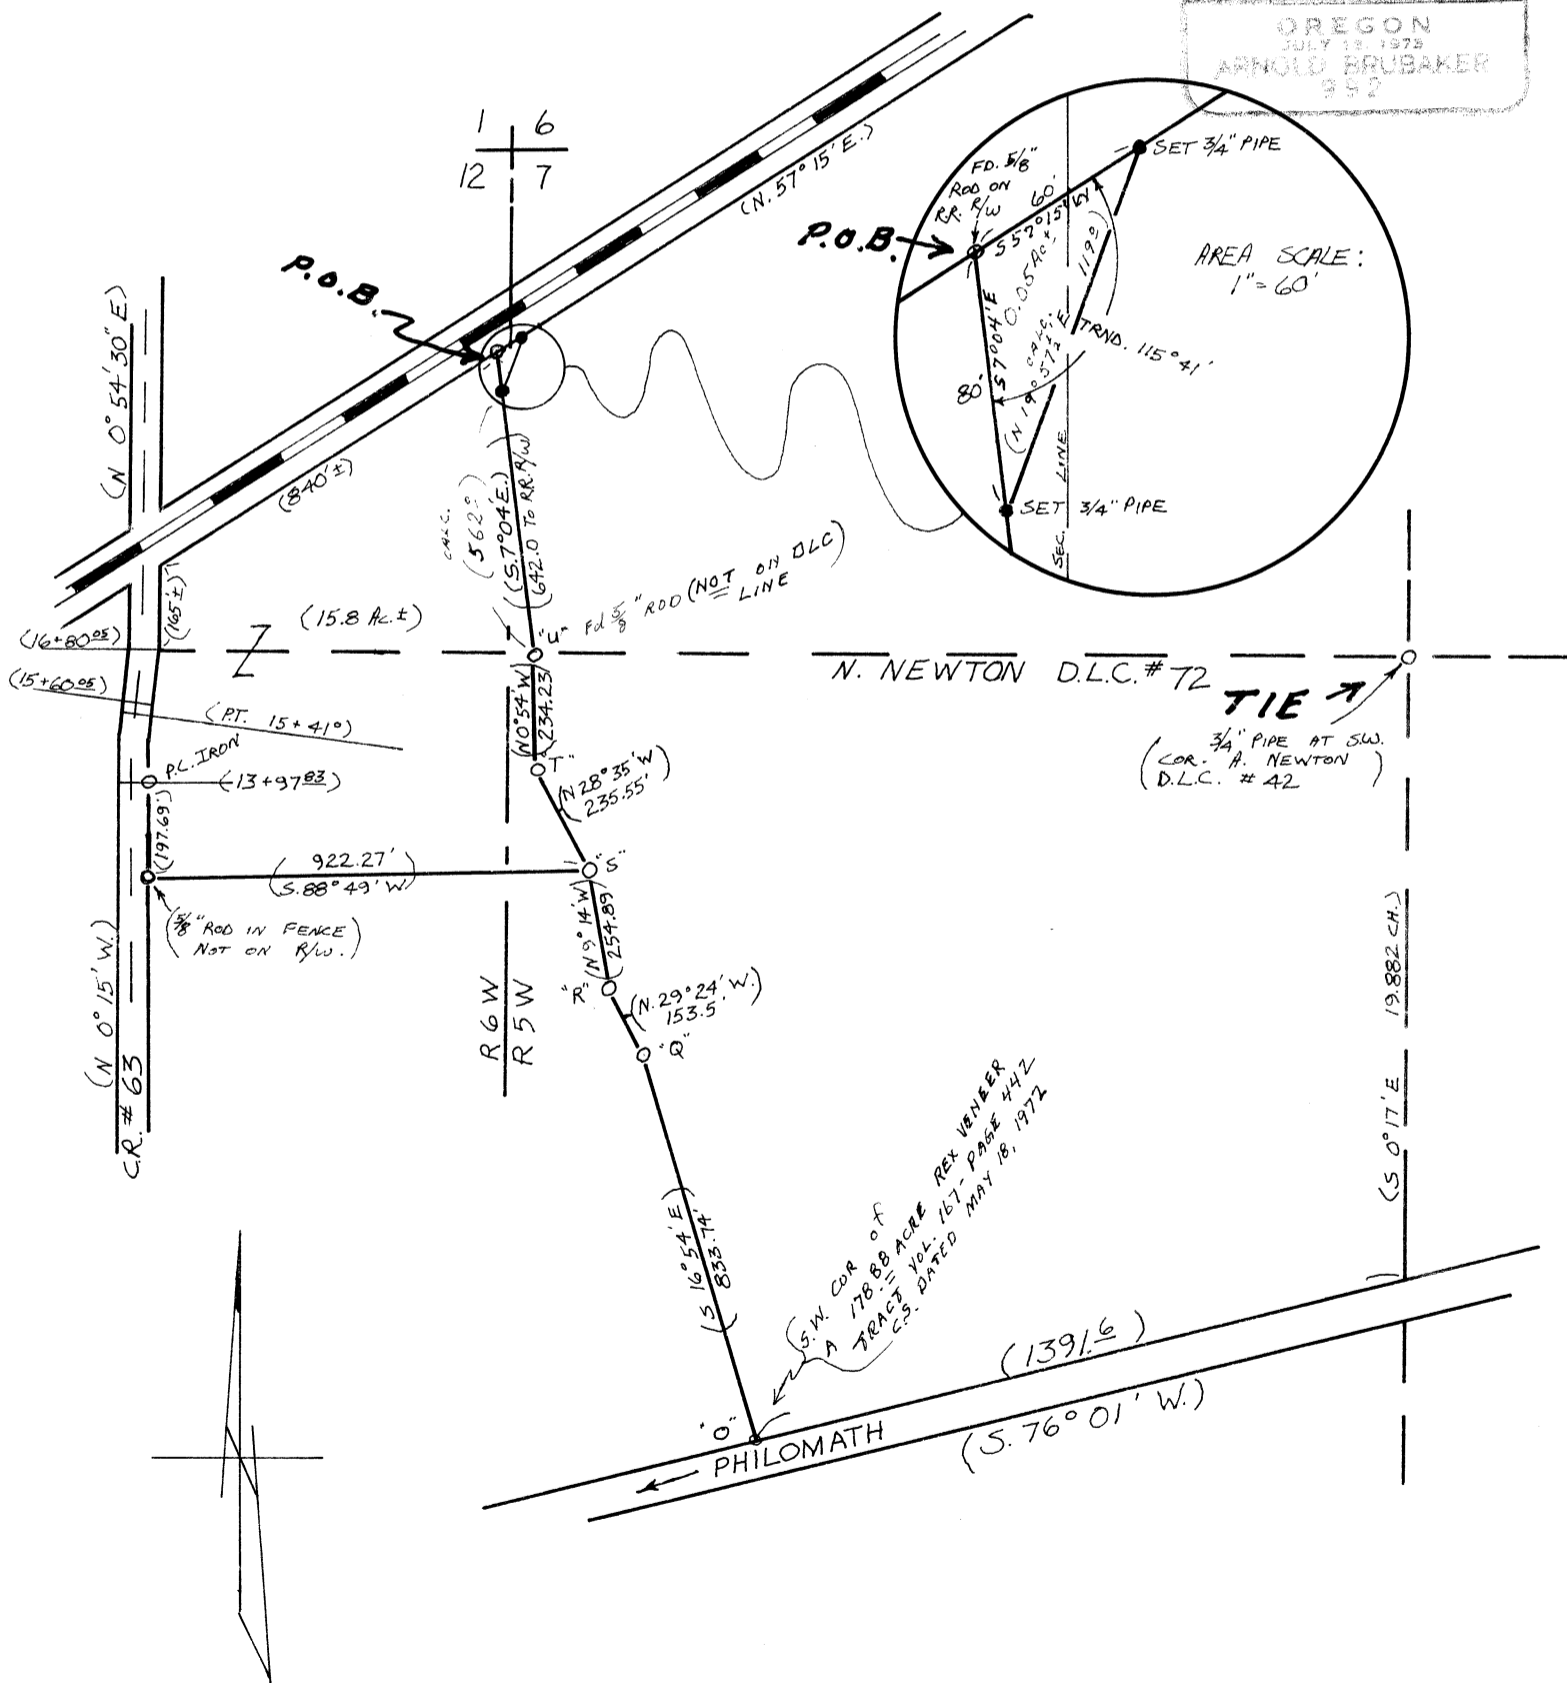 OREGON
JULY 15, 1975
ARNOLD BRUBAKER
992
1 6
12 7
(N. 57° 15' E.)
P.O.B.
(N 0° 54' 30" E)
(840'±)
FD. 5/8"
ROD ON
R.R. R/W
60'
S 57° 15' W
SET 3/4" PIPE
P.O.B.
0.05 Ac.±
119.0
AREA SCALE:
1" = 60'
S 7° 04' E
80'
CALC.
(N 19° 57 1/2' E
TRND. 115° 41'
SEC. LINE
SET 3/4" PIPE
CALC.
(562.0)
(S. 7° 04' E.)
(642.0 TO RR. R/W)
(165'±)
(15.8 Ac.±)
(16+80.05)
Z
"U" Fd 5/8" ROD (NOT ON DLC
LINE
N. NEWTON D.L.C. # 72
TIE
3/4" PIPE AT S.W.
COR. A. NEWTON
D.L.C. # 42
(15+60.05)
(P.T. 15+41.0)
P.C. IRON
(13+97.83)
(N 0° 54' W)
234.23
"T"
(N 28° 35' W
235.55'
(197.69')
922.27'
(S. 88° 49' W)
"S"
(5/8" ROD IN FENCE
NOT ON R/W.)
(N 9° 14' W)
254.89
"R"
(N. 29° 24' W.)
153.5'
"Q"
R 6 W
R 5 W
(N 0° 15' W.)
C.R. # 63
19.882 CH.)
(S 0° 17' E
(S 16° 54' E)
833.74'
(S.W. COR of
A 178.88 ACRE REX VENEER
TRACT VOL. 167 - PAGE 442
C.S. DATED MAY 18, 1972
(1391.6)
(S. 76° 01' W.)
"O"
PHILOMATH